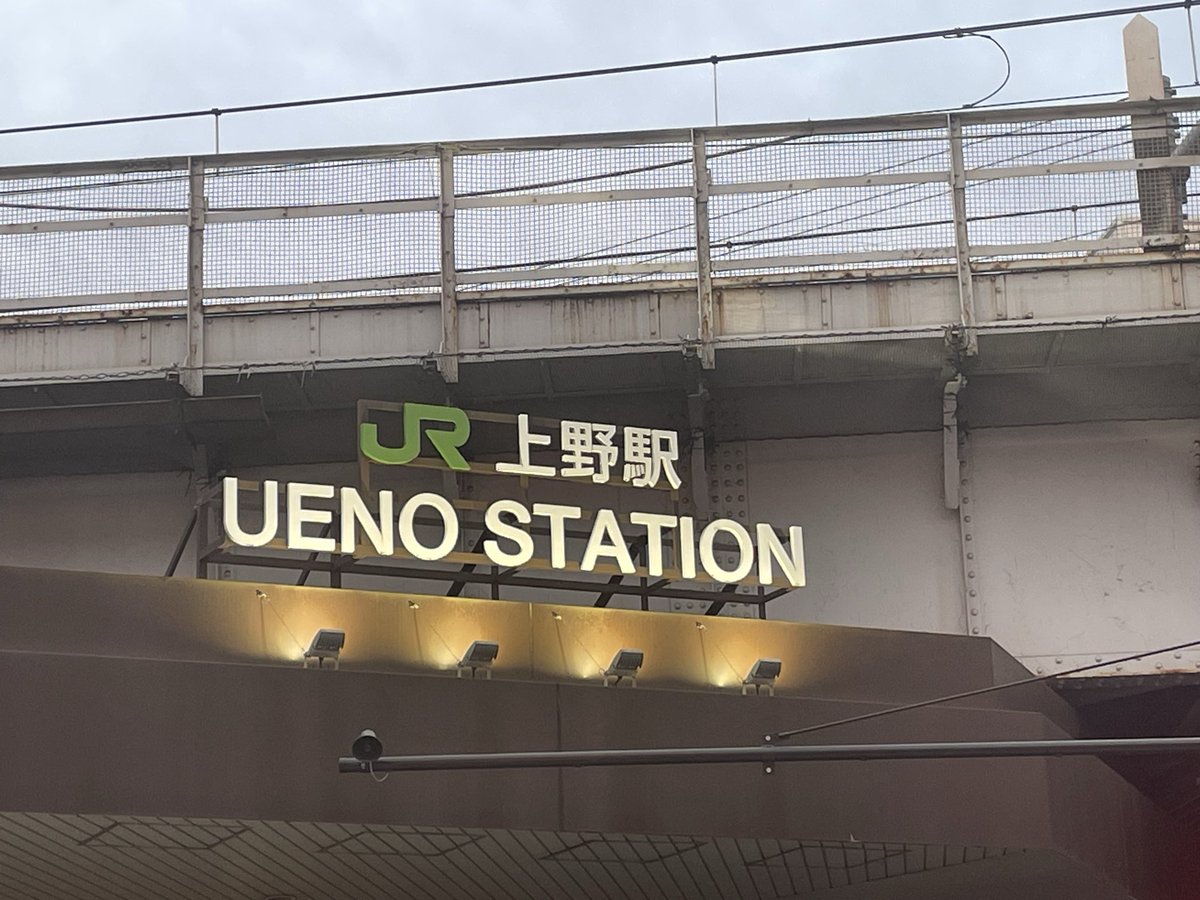 JR 上野駅
UENO STATION